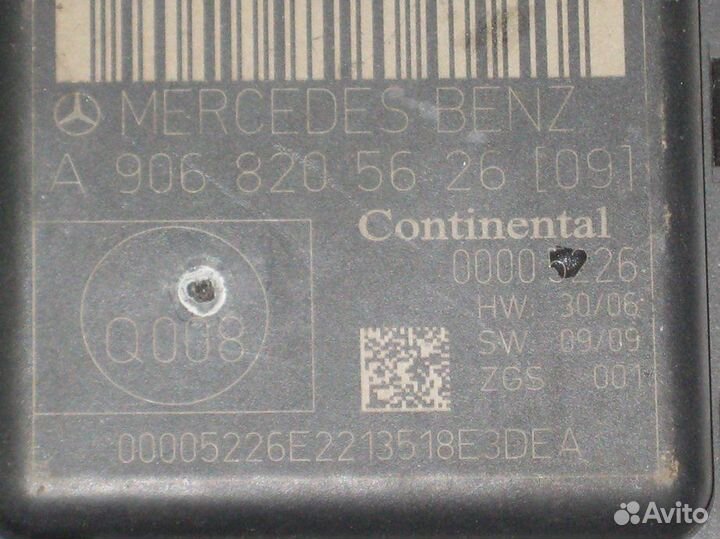 MERCEDES BENZ
A 906 820 56 26 [09]
Continental
00005226
HW 30/06
SW 09/09
ZGS 001
Q008
00005226E2213518E3DEA
Avito